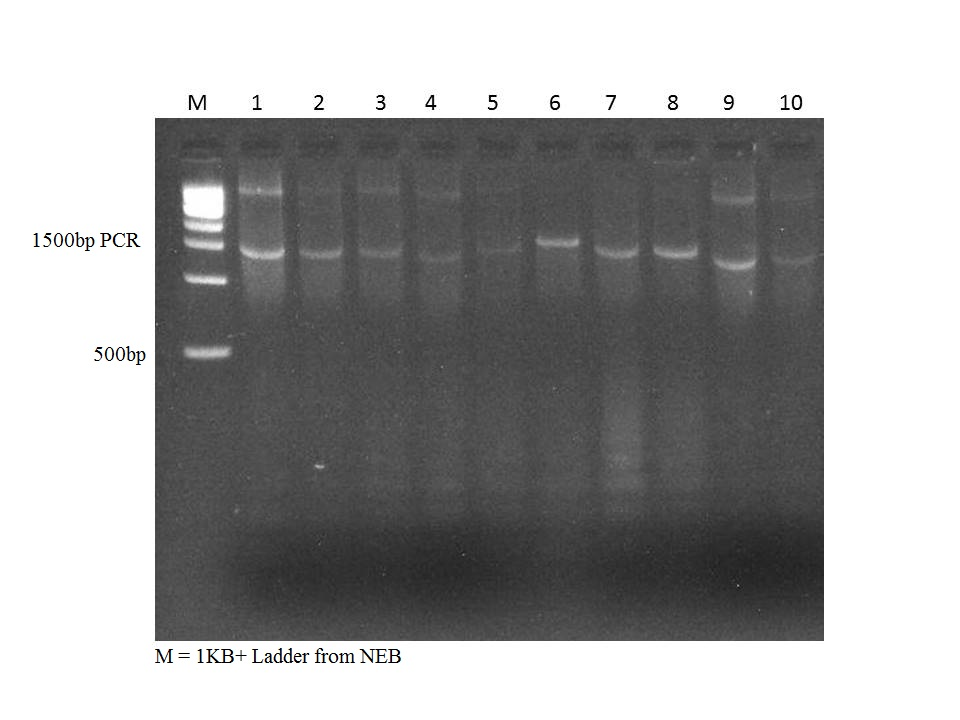 M 1 2 3 4 5 6 7 8 9 10
1500bp PCR
500bp
M = 1KB+ Ladder from NEB